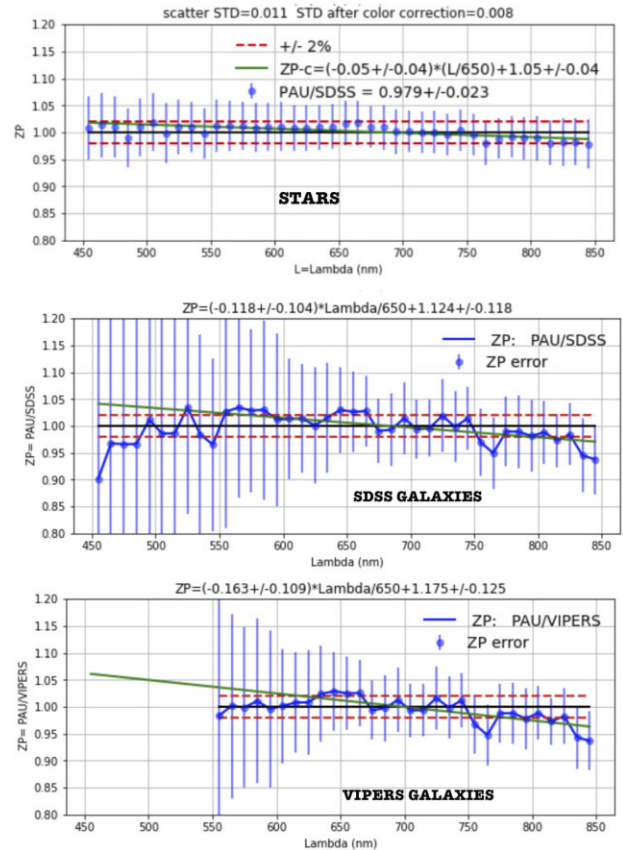 scatter STD=0.011 STD after color correction=0.008
1.20
1.15
1.10
1.05
1.00
0.95
0.90
0.85
0.80
ZP
+/- 2%
ZP-c=(-0.05+/-0.04)*(L/650)+1.05+/-0.04
PAU/SDSS = 0.979+/-0.023
STARS
450 500 550 600 650 700 750 800 850
L=Lambda (nm)
ZP=(-0.118+/-0.104)*Lambda/650+1.124+/-0.118
1.20
1.15
1.10
1.05
1.00
0.95
0.90
0.85
0.80
ZP= PAU/SDSS
ZP: PAU/SDSS
ZP error
SDSS GALAXIES
450 500 550 600 650 700 750 800 850
Lambda (nm)
ZP=(-0.163+/-0.109)*Lambda/650+1.175+/-0.125
1.20
1.15
1.10
1.05
1.00
0.95
0.90
0.85
0.80
ZP= PAU/VIPERS
ZP: PAU/VIPERS
ZP error
VIPERS GALAXIES
450 500 550 600 650 700 750 800 850
Lambda (nm)